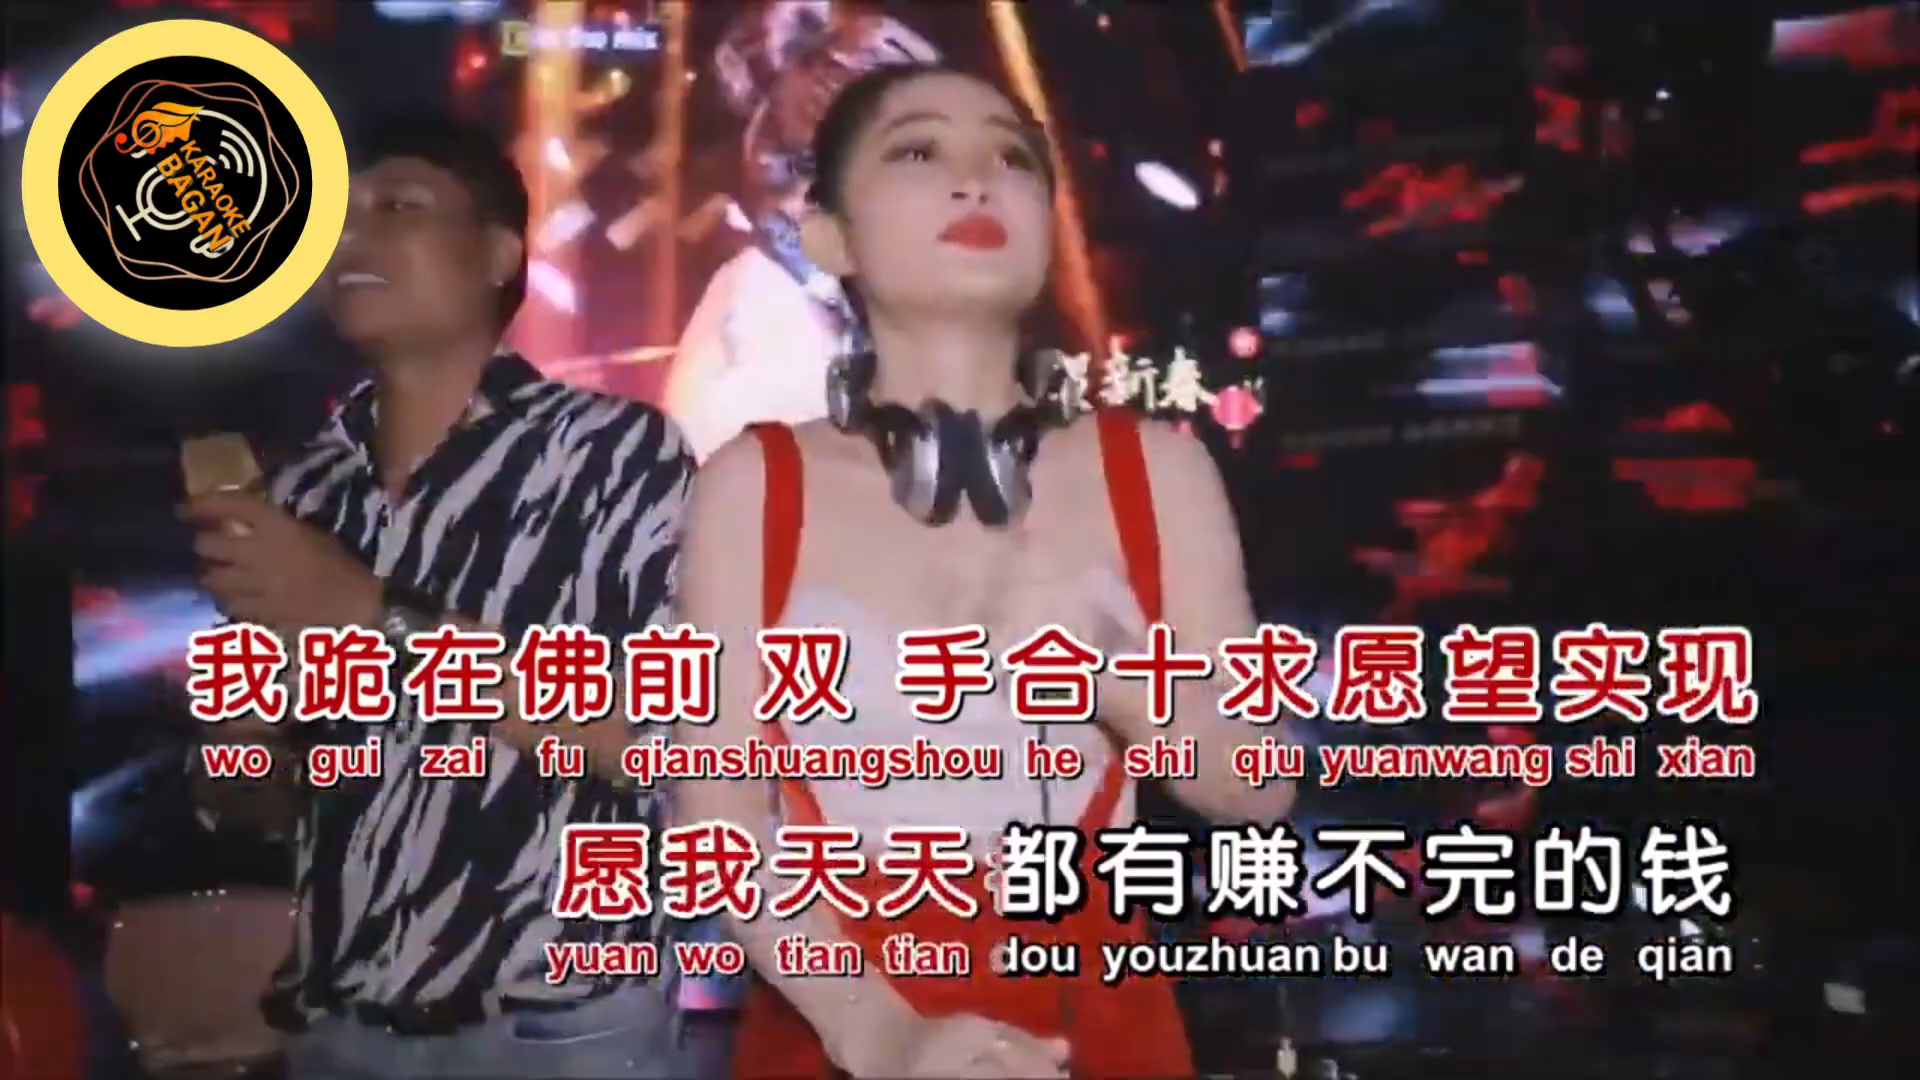 KARAOKE
BAGAN
新春
我跪在佛前 双 手合十求愿望实现
wo gui zai fu qianshuangshou he shi qiu yuanwang shi xian
愿我天天都有赚不完的钱
yuan wo tian tian dou youzhuan bu wan de qian